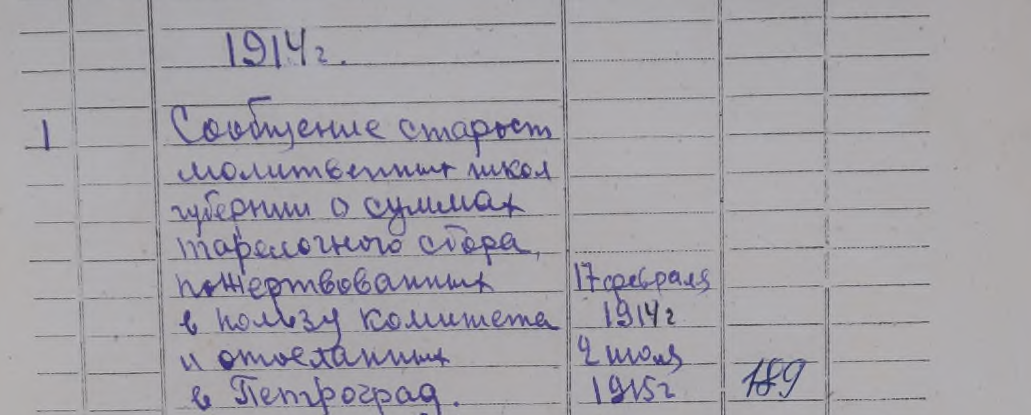 1914г.
1 Сообщение старост
молитвенных школ
губернии о суммах
тарелочного сбора,
пожертвованных 17 февраля
в пользу комитета 1914г
и отосланных 2 июля
в Петроград. 1915г 189